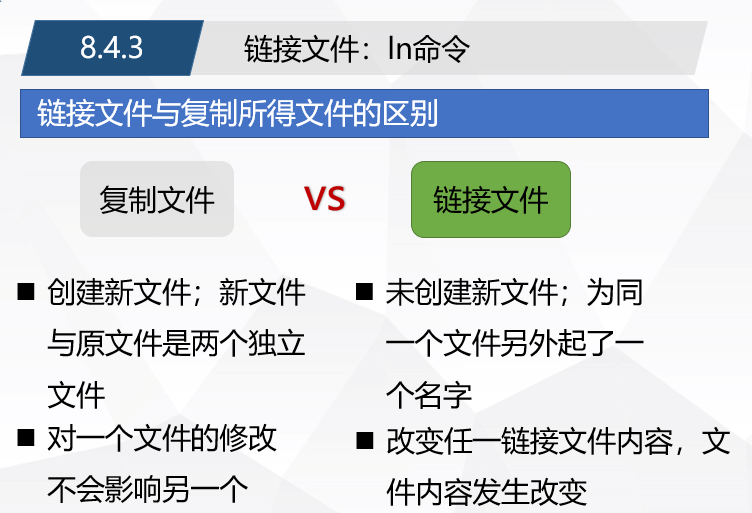 8.4.3
链接文件：ln命令
链接文件与复制所得文件的区别
复制文件
VS
链接文件
■ 创建新文件；新文件
与原文件是两个独立
文件
■ 对一个文件的修改
不会影响另一个
■ 未创建新文件；为同
一个文件另外起了一
个名字
■ 改变任一链接文件内容，文
件内容发生改变